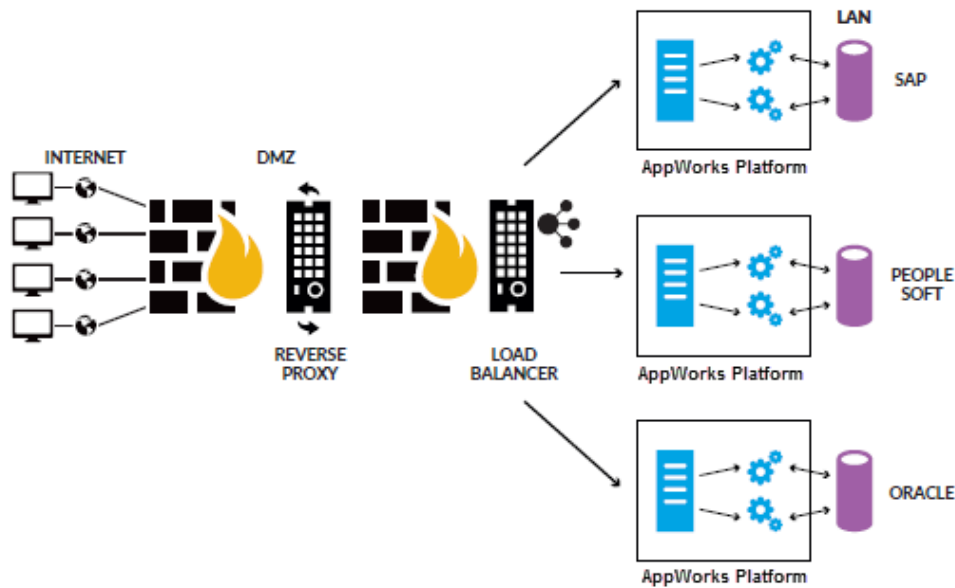 LAN
SAP
AppWorks Platform
INTERNET
DMZ
REVERSE
PROXY
LOAD
BALANCER
PEOPLE
SOFT
AppWorks Platform
ORACLE
AppWorks Platform